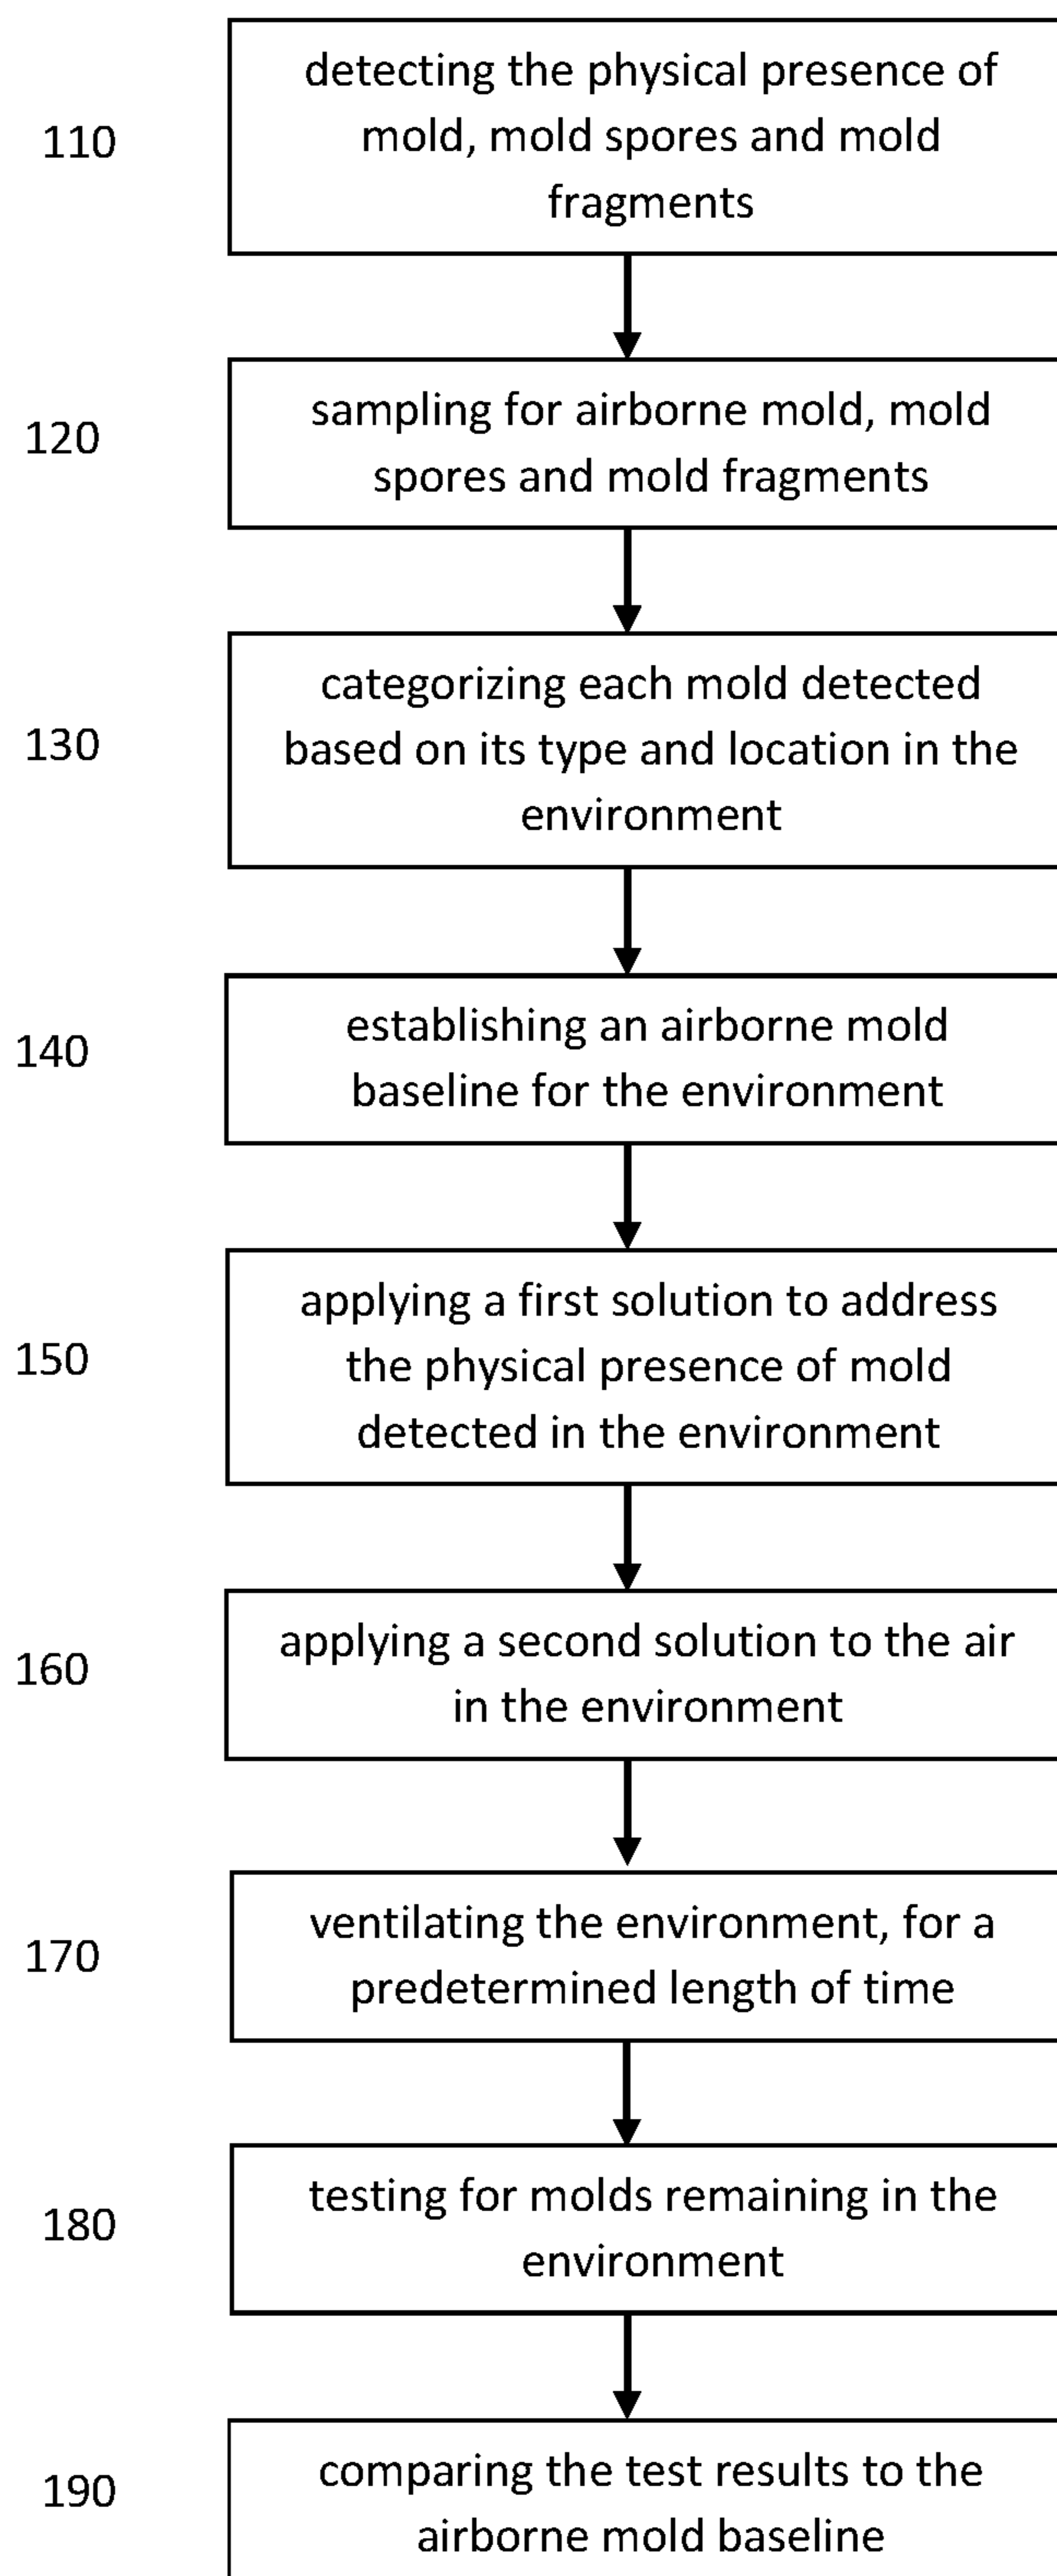 detecting the physical presence of
110
mold, mold spores and mold
fragments
sampling for airborne mold, mold
120
spores and mold fragments
categorizing each mold detected
130
based on its type and location in the
environment
establishing an airborne mold
140
baseline for the environment
applying a first solution to address
150
the physical presence of mold
detected in the environment
applying a second solution to the air
160
in the environment
ventilating the environment, for a
170
predetermined length of time
testing for molds remaining in the
180
environment
comparing the test results to the
190
airborne mold baseline